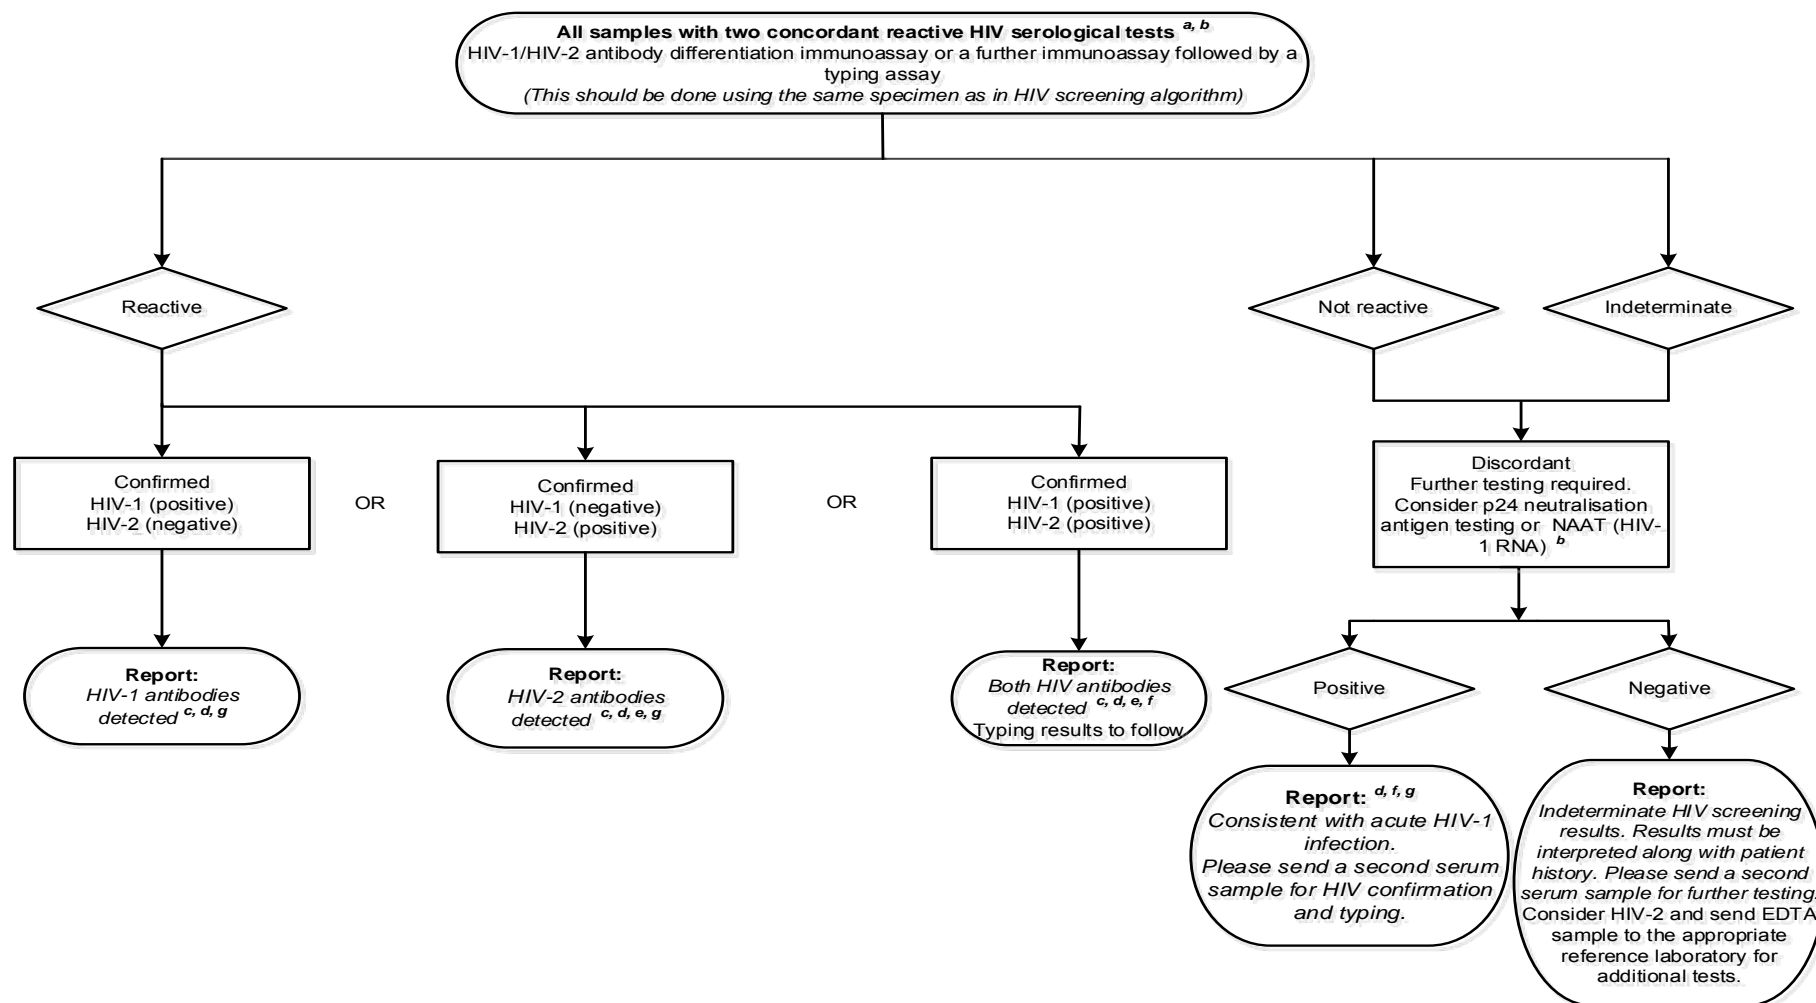 All samples with two concordant reactive HIV serological tests a, b
HIV-1/HIV-2 antibody differentiation immunoassay or a further immunoassay followed by a
typing assay
(This should be done using the same specimen as in HIV screening algorithm)
Reactive
Not reactive
Indeterminate
Confirmed
HIV-1 (positive)
HIV-2 (negative)
OR
Confirmed
HIV-1 (negative)
HIV-2 (positive)
OR
Confirmed
HIV-1 (positive)
HIV-2 (positive)
Discordant
Further testing required.
Consider p24 neutralisation
antigen testing or NAAT (HIV-
1 RNA) b
Report:
HIV-1 antibodies
detected c, d, g
Report:
HIV-2 antibodies
detected c, d, e, g
Report:
Both HIV antibodies
detected c, d, e, f
Typing results to follow
Positive
Negative
Report: d, f, g
Consistent with acute HIV-1
infection.
Please send a second serum
sample for HIV confirmation
and typing.
Report:
Indeterminate HIV screening
results. Results must be
interpreted along with patient
history. Please send a second
serum sample for further testing.
Consider HIV-2 and send EDTA
sample to the appropriate
reference laboratory for
additional tests.